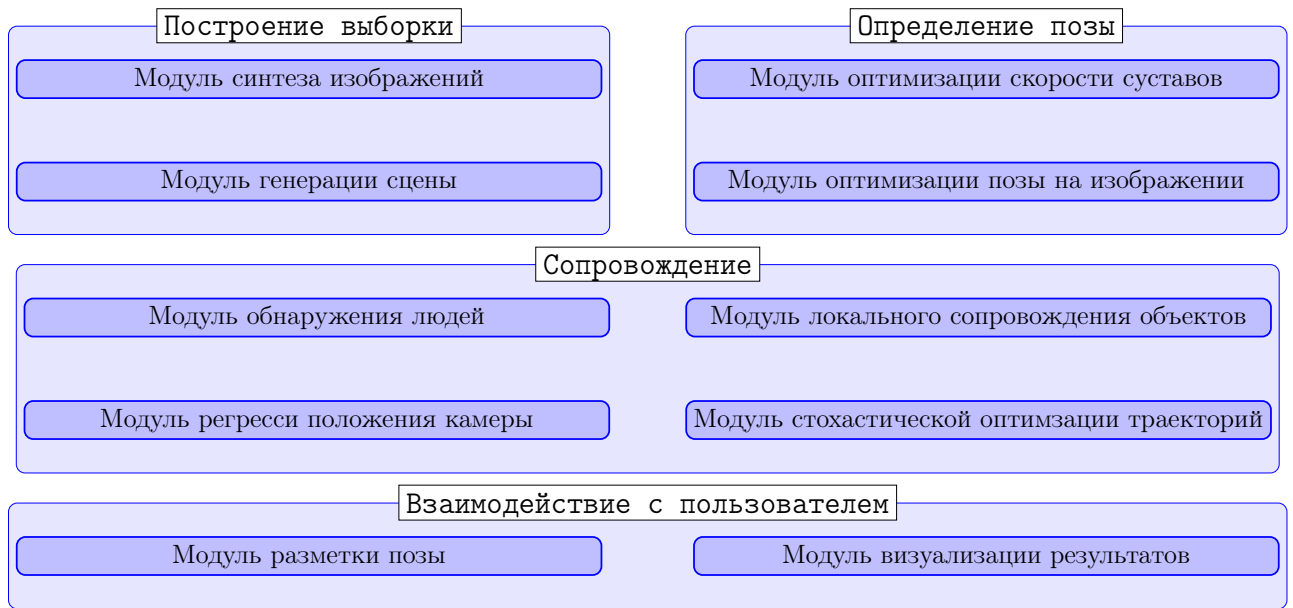 Построение выборки
Определение позы
Модуль синтеза изображений
Модуль оптимизации скорости суставов
Модуль генерации сцены
Модуль оптимизации позы на изображении
Сопровождение
Модуль обнаружения людей
Модуль локального сопровождения объектов
Модуль регресси положения камеры
Модуль стохастической оптимзации траекторий
Взаимодействие с пользователем
Модуль разметки позы
Модуль визуализации результатов